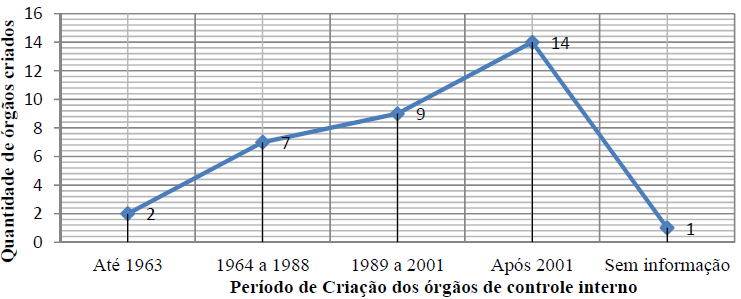 Quantidade de órgãos criados
16
14
12
10
8
6
4
2
0
2
7
9
14
1
Até 1963
1964 a 1988
1989 a 2001
Após 2001
Sem informação
Período de Criação dos órgãos de controle interno